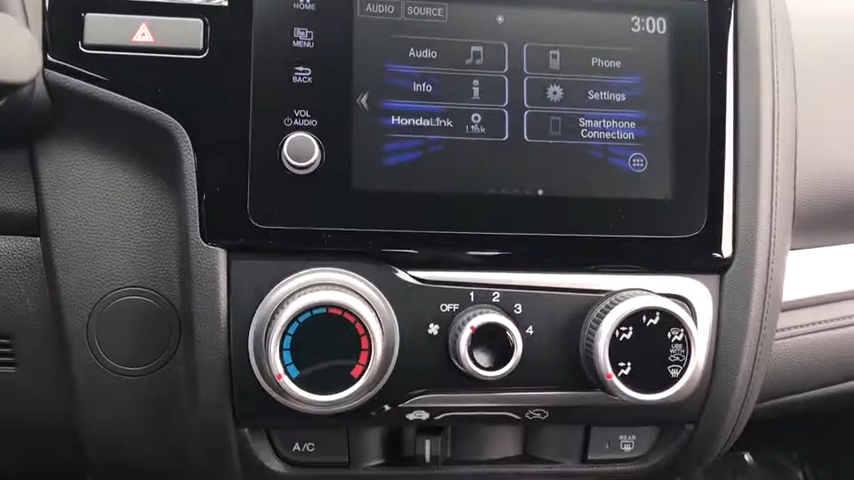 HOME
AUDIO SOURCE
3:00
MENU
Audio
Phone
BACK
Info
i
Settings
VOL
AUDIO
HondaLink
Link
Smartphone
Connection
OFF 1 2 3 4
USE
WITH
A/C
REAR